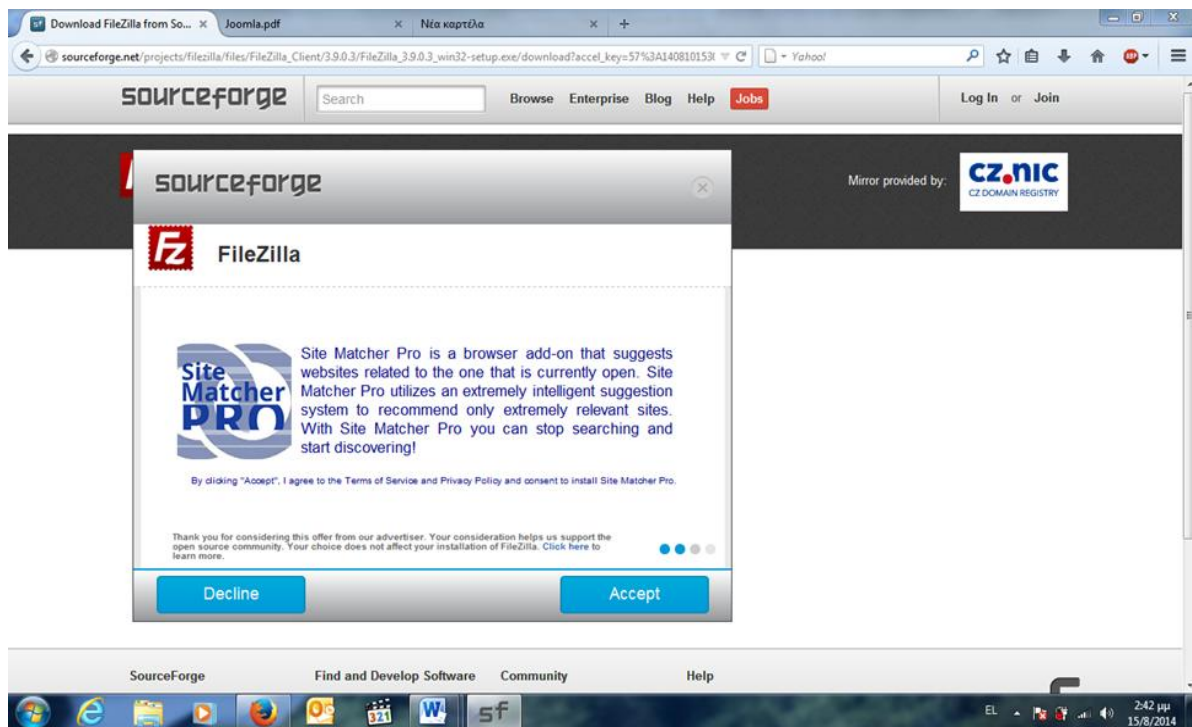 Download FileZilla from So...
Joomla.pdf
Νέα καρτέλα
sourceforge.net/projects/filezilla/files/FileZilla_Client/3.9.0.3/FileZilla_3.9.0.3_win32-setup.exe/download?accel_key=57%3A140810153
Yahoo!
sourceforge
Search
Browse Enterprise Blog Help Jobs
Log In or Join
Mirror provided by:
CZ.NIC
CZ DOMAIN REGISTRY
sourceforge
FileZilla
Site
Matcher
PRO
Site Matcher Pro is a browser add-on that suggests
websites related to the one that is currently open. Site
Matcher Pro utilizes an extremely intelligent suggestion
system to recommend only extremely relevant sites.
With Site Matcher Pro you can stop searching and
start discovering!
By clicking "Accept", I agree to the Terms of Service and Privacy Policy and consent to install Site Matcher Pro.
Thank you for considering this offer from our advertiser. Your consideration helps us support the
open source community. Your choice does not affect your installation of FileZilla. Click here to
learn more.
Decline
Accept
SourceForge
Find and Develop Software
Community
Help
321
sf
EL
2:42 μμ
15/8/2014